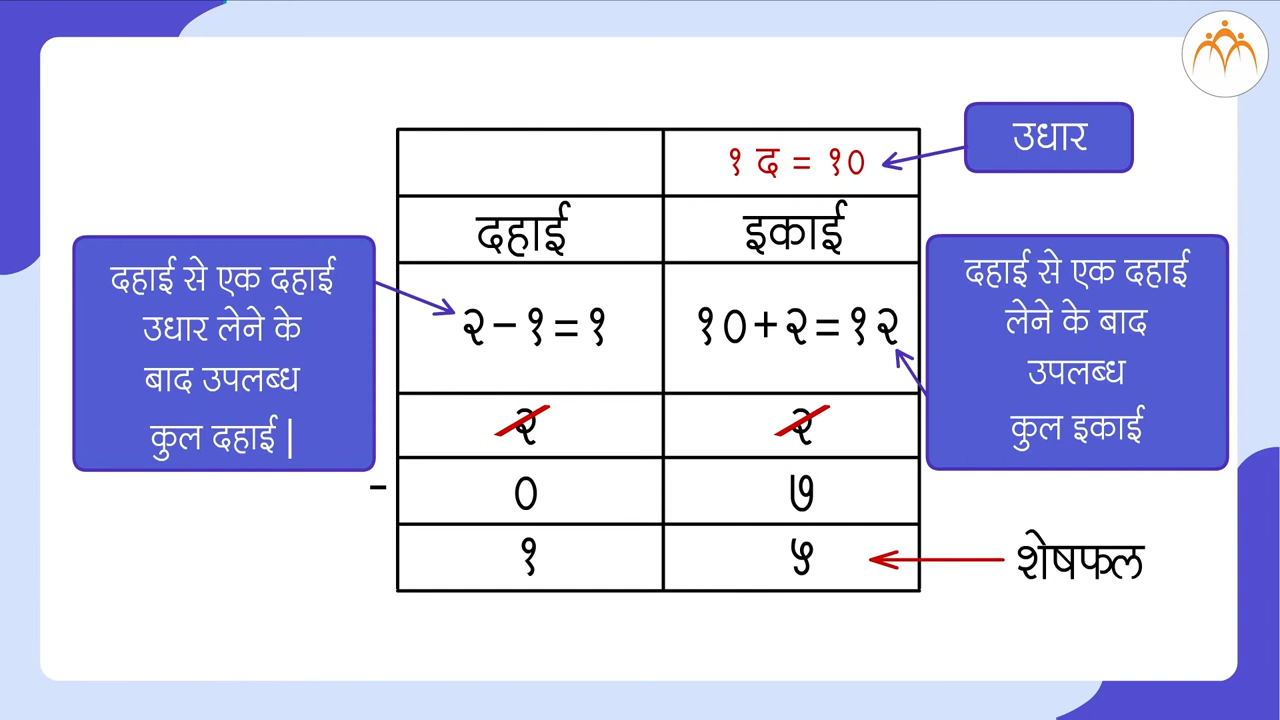 उधार
१ द = १०
दहाई इकाई
दहाई से एक दहाई
उधार लेने के
बाद उपलब्ध
कुल दहाई |
२ – १ = १ १० + २ = १२
दहाई से एक दहाई
लेने के बाद
उपलब्ध
कुल इकाई
२ २
– ० ७
१ ५
शेषफल